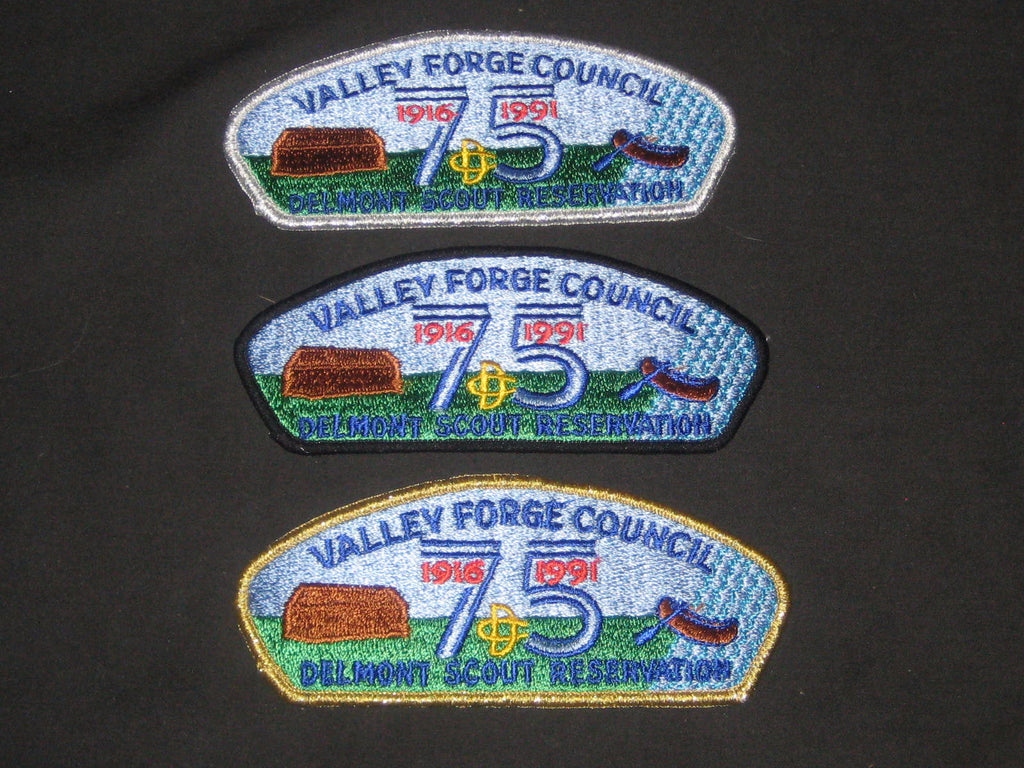 VALLEY FORGE COUNCIL
1916 1991
75
DELMONT SCOUT RESERVATION
VALLEY FORGE COUNCIL
1916 1991
75
DELMONT SCOUT RESERVATION
VALLEY FORGE COUNCIL
1916 1991
75
DELMONT SCOUT RESERVATION